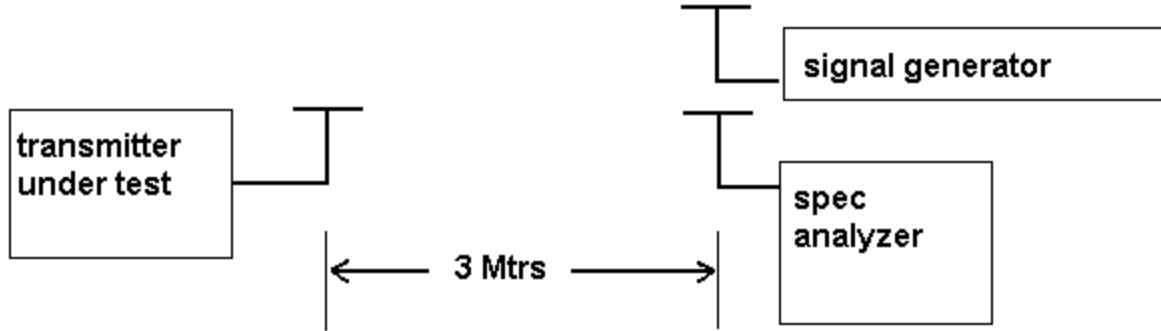 signal generator
transmitter
under test
spec
analyzer
3 Mtrs